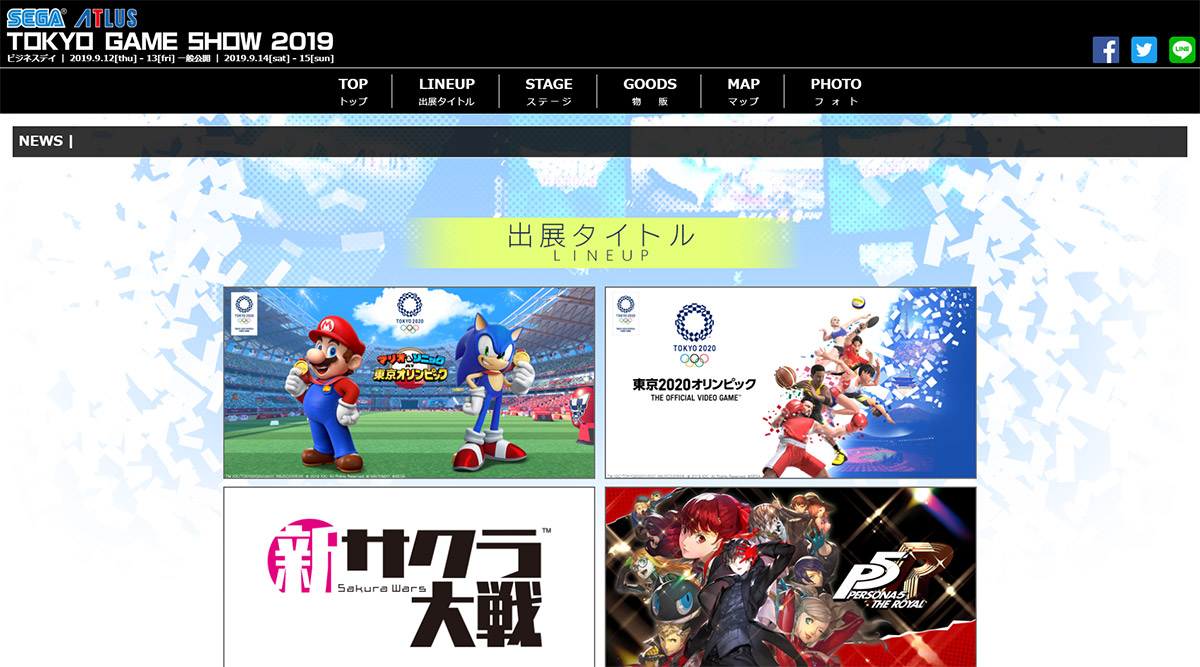 SEGA® ATLUS
TOKYO GAME SHOW 2019
ビジネスデイ | 2019.9.12[thu] - 13[fri] 一般公開 | 2019.9.14[sat] - 15[sun]
TOP LINEUP STAGE GOODS MAP PHOTO
トップ 出展タイトル ステージ 物販 マップ フォト
LINE
NEWS |
出展タイトル
LINEUP
TOKYO 2020
マリオ&ソニック
AT
東京オリンピック
TOKYO 2020
東京2020オリンピック
THE OFFICIAL VIDEO GAME™
新サクラ大戦™
Sakura Wars
P5R
PERSONA5
THE ROYAL